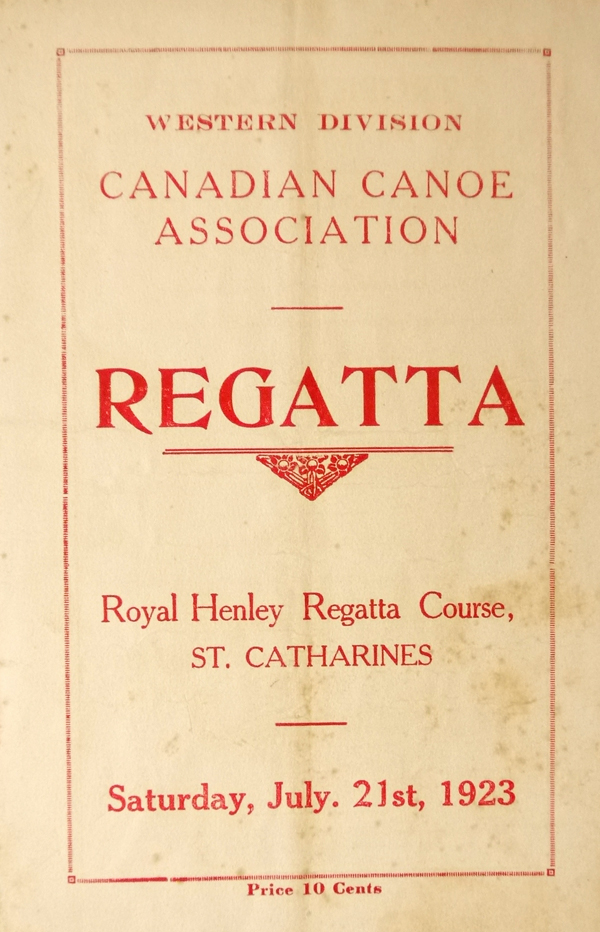 WESTERN DIVISION
CANADIAN CANOE
ASSOCIATION
REGATTA
Royal Henley Regatta Course,
ST. CATHARINES
Saturday, July. 21st, 1923
Price 10 Cents